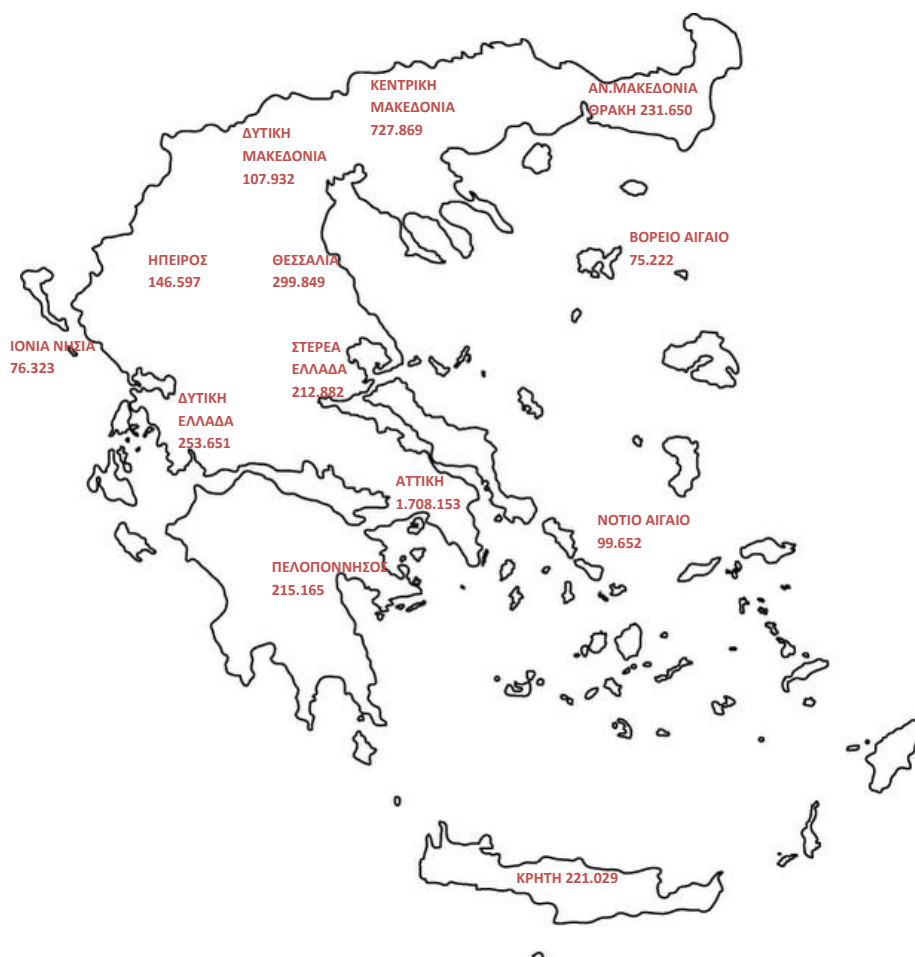 ΚΕΝΤΡΙΚΗ
ΜΑΚΕΔΟΝΙΑ
727.869
ΑΝ.ΜΑΚΕΔΟΝΙΑ
ΘΡΑΚΗ 231.650
ΔΥΤΙΚΗ
ΜΑΚΕΔΟΝΙΑ
107.932
ΒΟΡΕΙΟ ΑΙΓΑΙΟ
75.222
ΗΠΕΙΡΟΣ
146.597
ΘΕΣΣΑΛΙΑ
299.849
ΙΟΝΙΑ ΝΗΣΙΑ
76.323
ΣΤΕΡΕΑ
ΕΛΛΑΔΑ
212.882
ΔΥΤΙΚΗ
ΕΛΛΑΔΑ
253.651
ΑΤΤΙΚΗ
1.708.153
ΝΟΤΙΟ ΑΙΓΑΙΟ
99.652
ΠΕΛΟΠΟΝΝΗΣΟΣ
215.165
ΚΡΗΤΗ 221.029